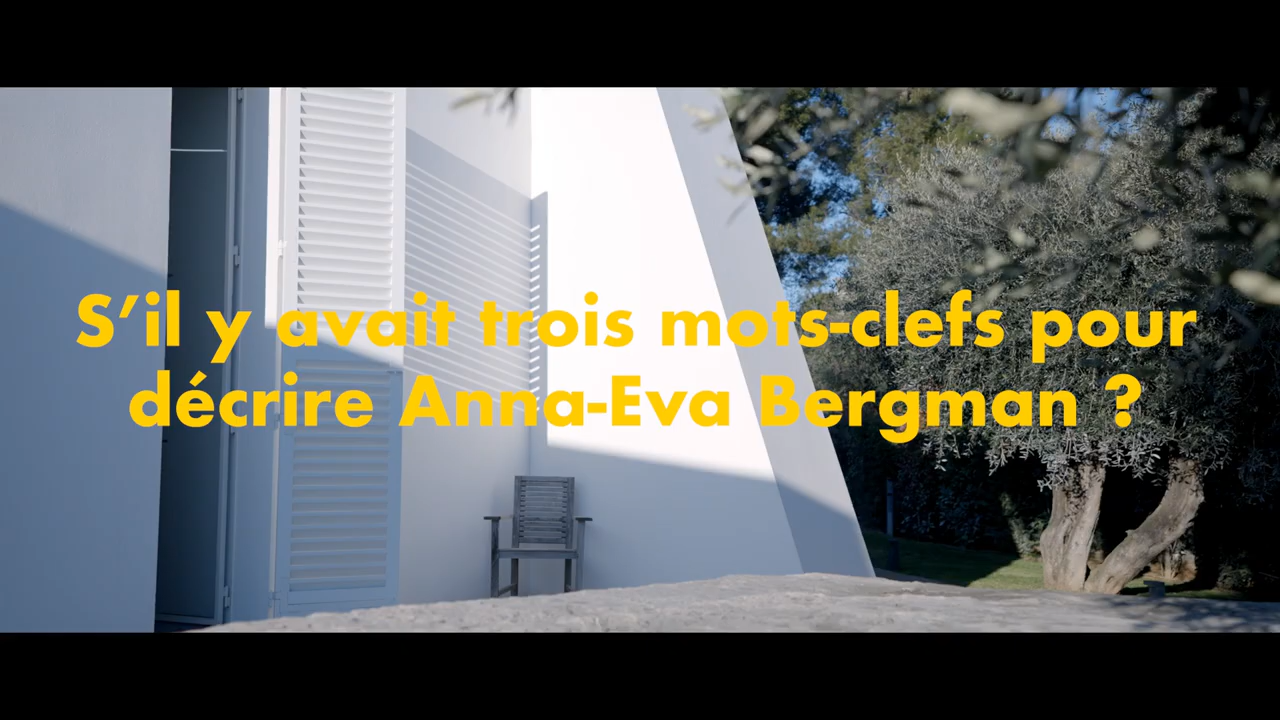 S’il y avait trois mots-clefs pour
décrire Anna-Eva Bergman ?